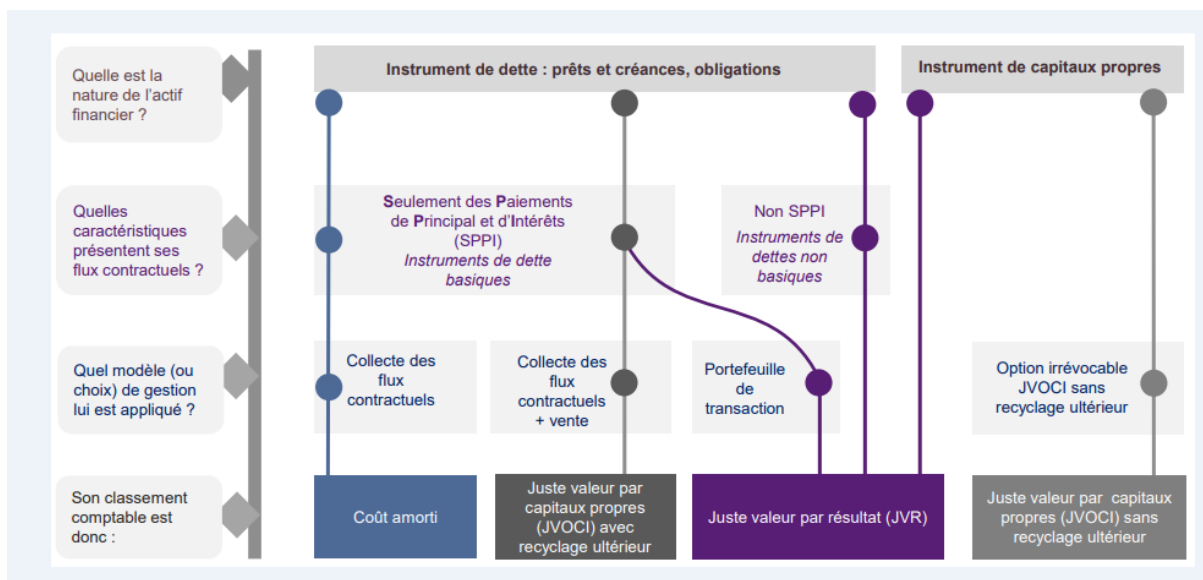 Quelle est la
nature de l'actif
financier ?
Instrument de dette : prêts et créances, obligations
Instrument de capitaux propres
Quelles
caractéristiques
présentent ses
flux contractuels ?
Seulement des Paiements
de Principal et d'Intérêts
(SPPI)
Instruments de dette
basiques
Non SPPI
Instruments de
dettes non
basiques
Quel modèle (ou
choix) de gestion
lui est appliqué ?
Collecte des
flux
contractuels
Collecte des
flux
contractuels
+ vente
Portefeuille
de
transaction
Option irrévocable
JVOCI sans
recyclage ultérieur
Son classement
comptable est
donc :
Coût amorti
Juste valeur par
capitaux propres
(JVOCI) avec
recyclage ultérieur
Juste valeur par résultat (JVR)
Juste valeur par capitaux
propres (JVOCI) sans
recyclage ultérieur